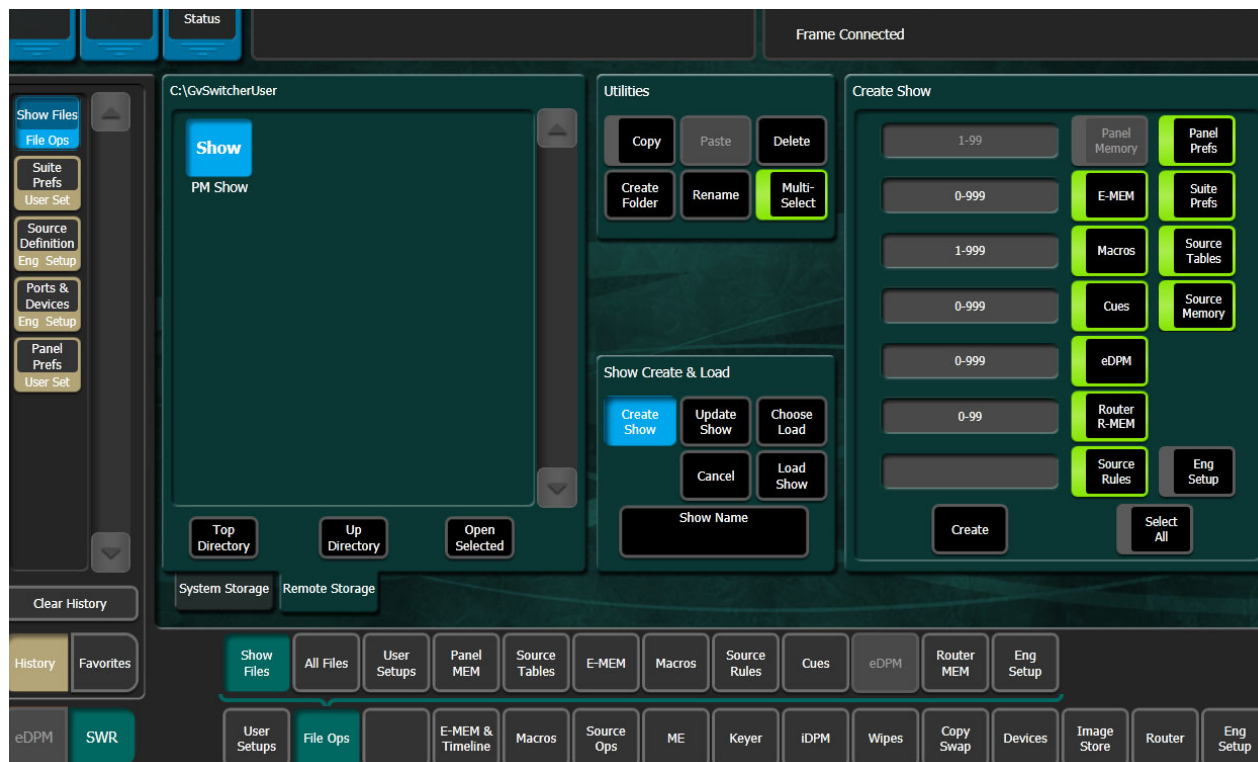 Status
Frame Connected
Show Files
File Ops
Suite
Prefs
User Set
Source
Definition
Eng Setup
Ports &
Devices
Eng Setup
Panel
Prefs
User Set
Clear History
History
Favorites
eDPM
SWR
C:\GvSwitcherUser
Show
PM Show
Top
Directory
Up
Directory
Open
Selected
System Storage
Remote Storage
Utilities
Copy
Paste
Delete
Create
Folder
Rename
Multi-
Select
Show Create & Load
Create
Show
Update
Show
Choose
Load
Cancel
Load
Show
Show Name
Create Show
1-99
Panel
Memory
Panel
Prefs
0-999
E-MEM
Suite
Prefs
1-999
Macros
Source
Tables
0-999
Cues
Source
Memory
0-999
eDPM
0-99
Router
R-MEM
Source
Rules
Eng
Setup
Create
Select
All
Show
Files
All Files
User
Setups
Panel
MEM
Source
Tables
E-MEM
Macros
Source
Rules
Cues
eDPM
Router
MEM
Eng
Setup
User
Setups
File Ops
E-MEM &
Timeline
Macros
Source
Ops
ME
Keyer
iDPM
Wipes
Copy
Swap
Devices
Image
Store
Router
Eng
Setup